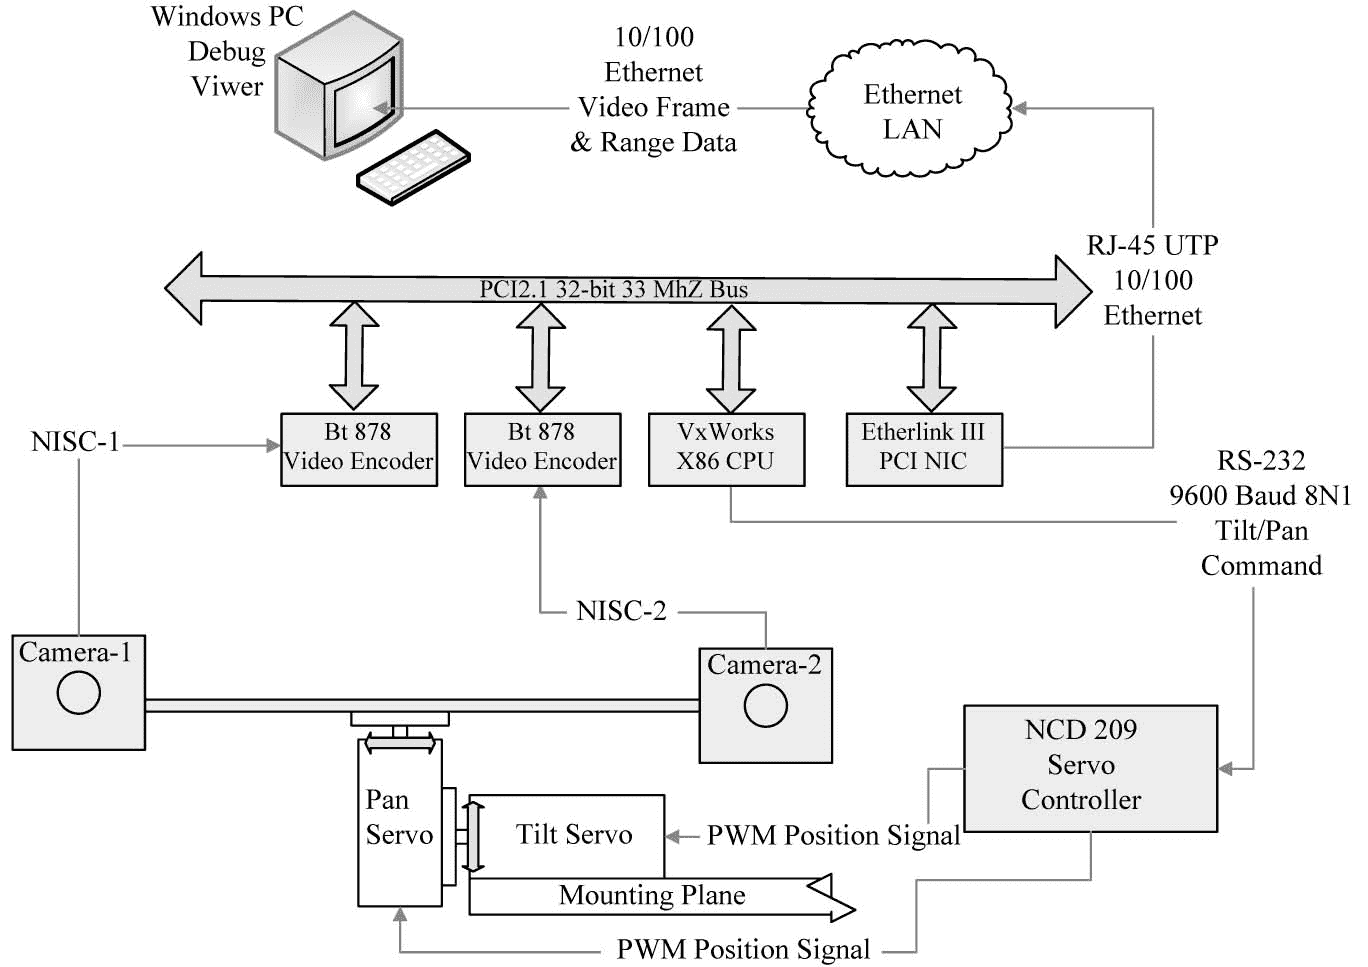 Windows PC
Debug
Viwer
10/100
Ethernet
Video Frame
& Range Data
Ethernet
LAN
RJ-45 UTP
10/100
Ethernet
PCI2.1 32-bit 33 MhZ Bus
NISC-1
Bt 878
Video Encoder
Bt 878
Video Encoder
VxWorks
X86 CPU
Etherlink III
PCI NIC
RS-232
9600 Baud 8N1
Tilt/Pan
Command
NISC-2
Camera-1
Camera-2
NCD 209
Servo
Controller
Pan
Servo
Tilt Servo
PWM Position Signal
Mounting Plane
PWM Position Signal